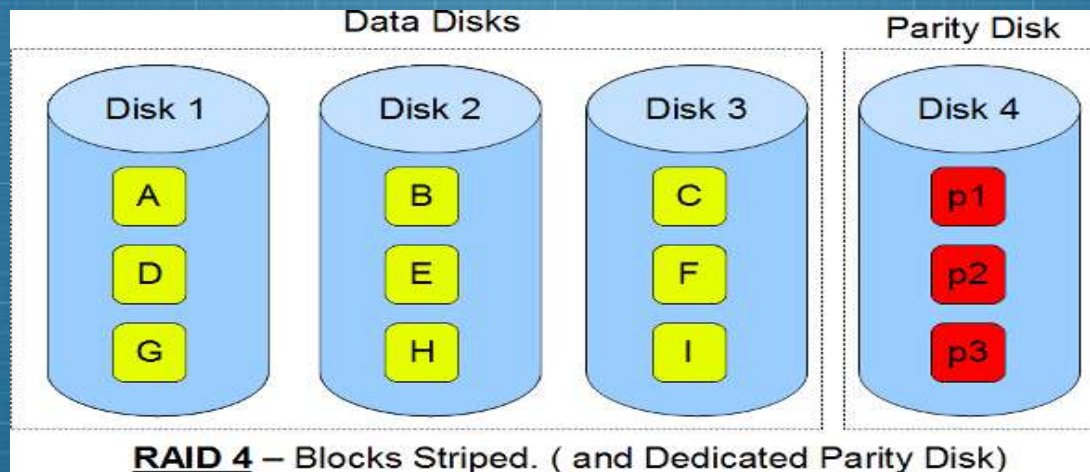 Data Disks Parity Disk
Disk 1 Disk 2 Disk 3 Disk 4
A B C p1
D E F p2
G H I p3
RAID 4 – Blocks Striped. ( and Dedicated Parity Disk)